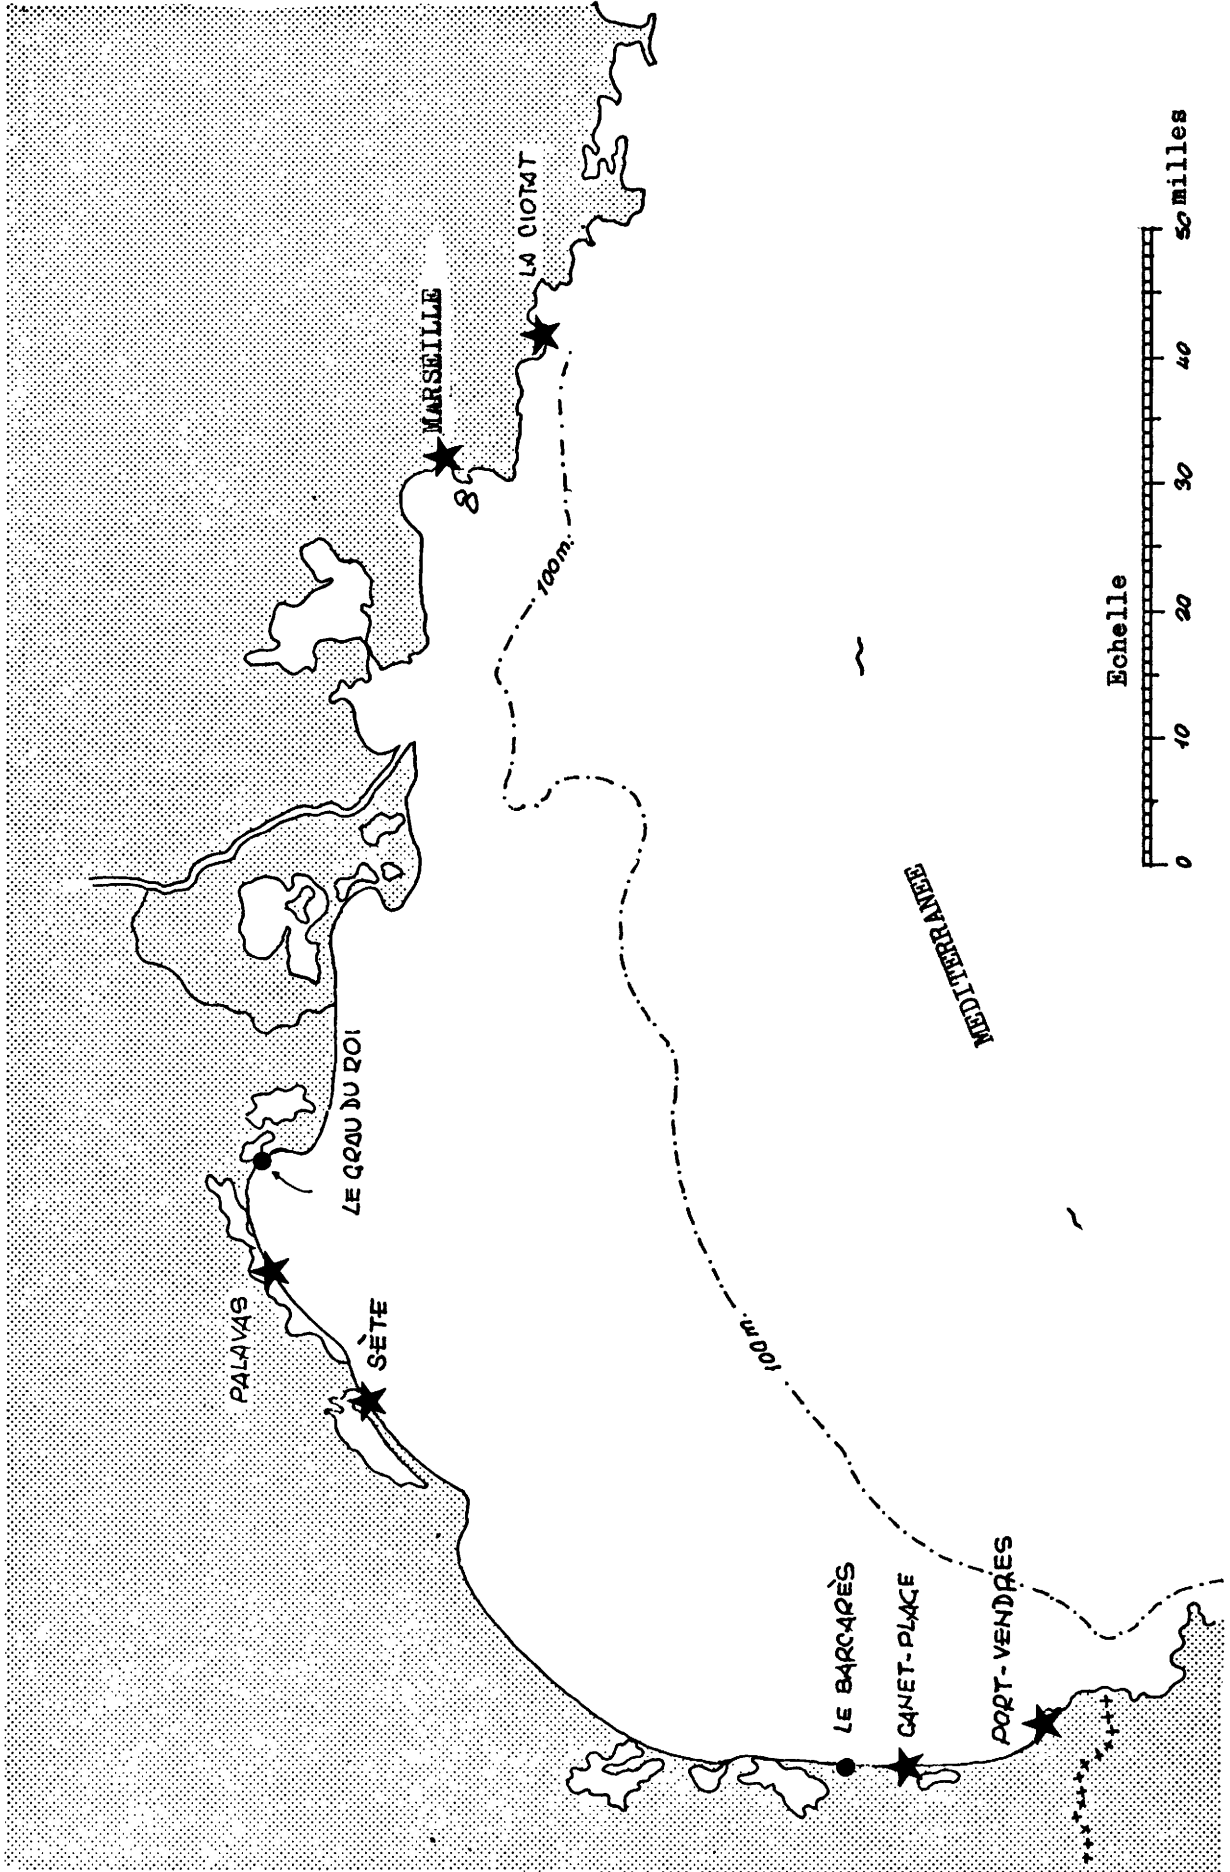 MARSEILLE
LA CIOTAT
LE GRAU DU ROI
PALAVAS
SÈTE
100m.
100m.
MEDITERRANEE
LE BARCARÈS
CANET-PLAGE
PORT-VENDRES
Echelle
0 10 20 30 40 50 milles